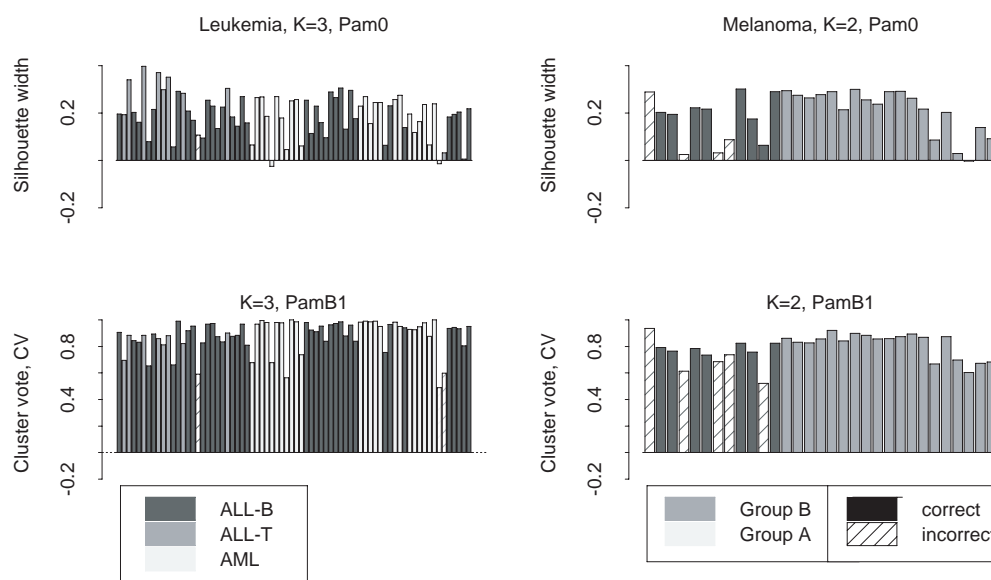 Leukemia, K=3, Pam0
Silhouette width
0.2
-0.2
Melanoma, K=2, Pam0
Silhouette width
0.2
-0.2
K=3, PamB1
Cluster vote, CV
0.8
0.4
-0.2
K=2, PamB1
Cluster vote, CV
0.8
0.4
-0.2
ALL-B
ALL-T
AML
Group B
Group A
correct
incorrect